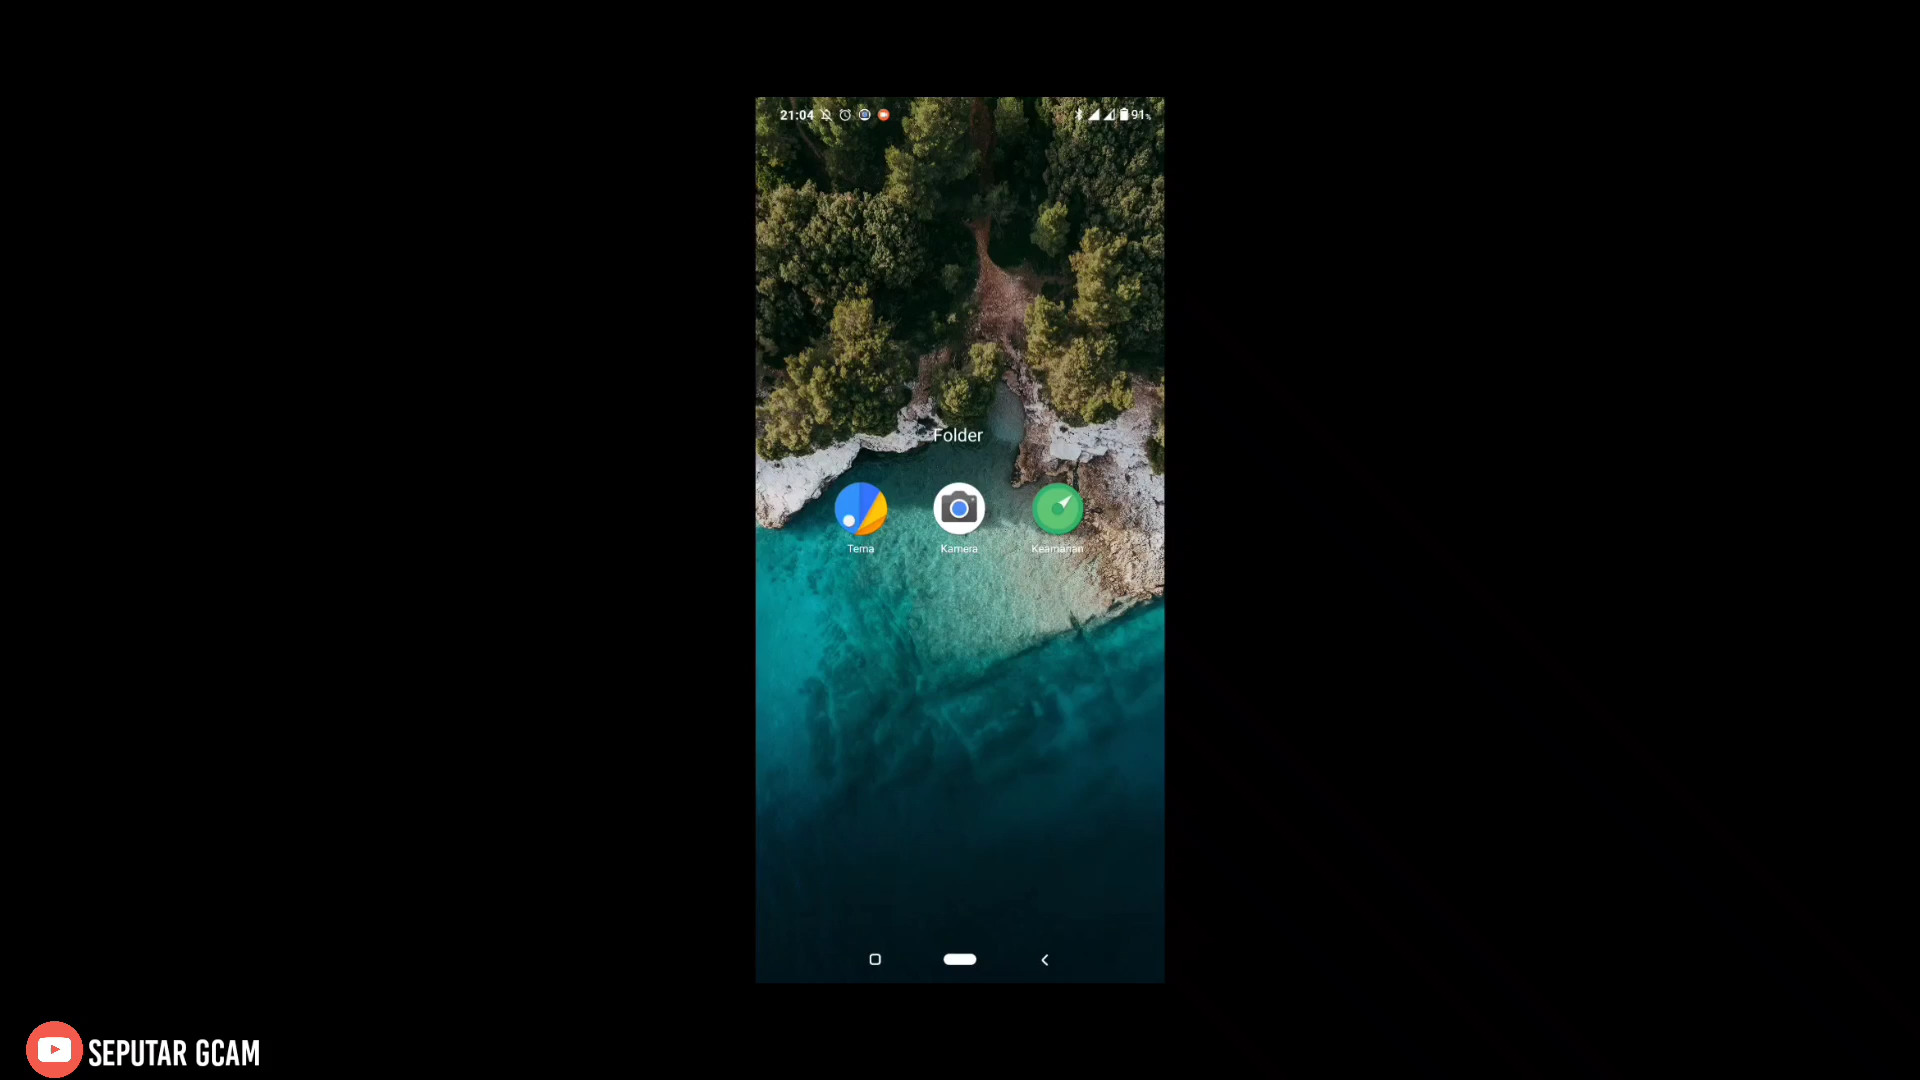 21:04
91%
Folder
Tema
Kamera
Keamanan
SEPUTAR GCAM